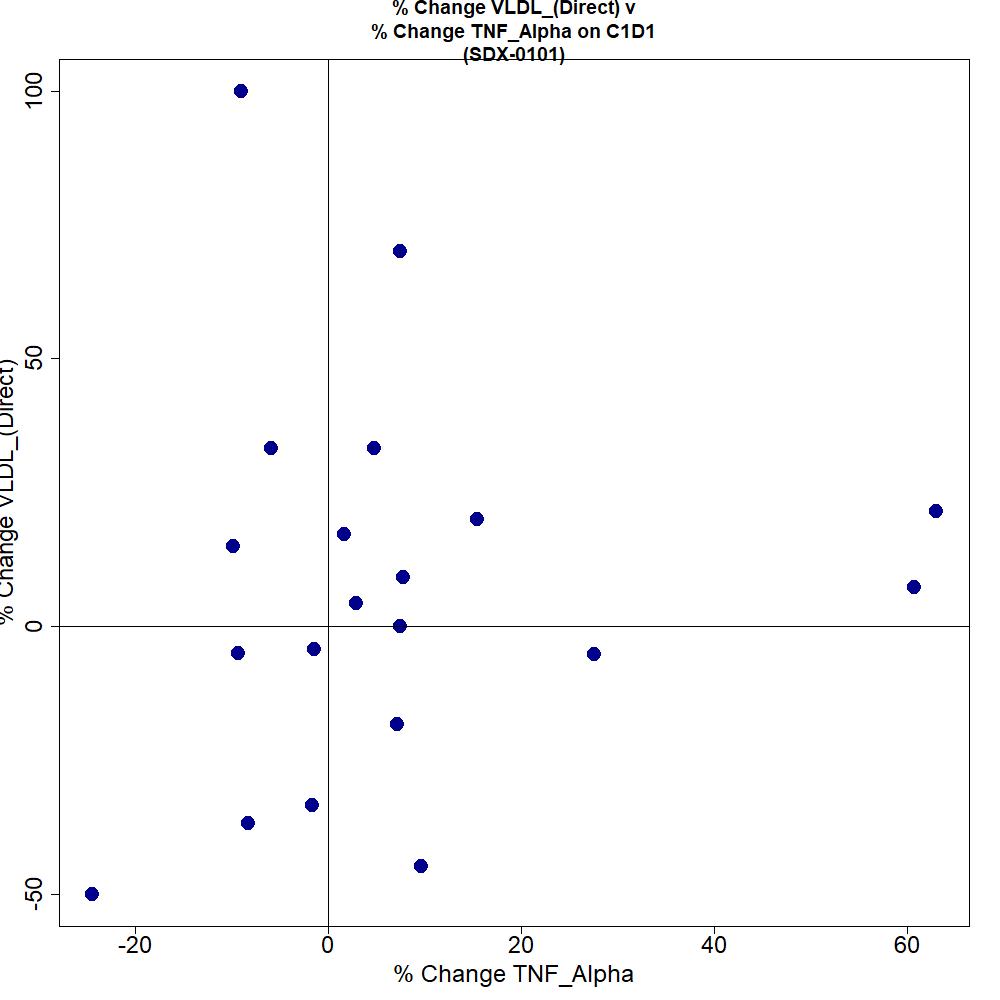 % Change VLDL_(Direct) v
% Change TNF_Alpha on C1D1
(SDX-0101)
100
50
0
-50
% Change VLDL_(Direct)
-20
0
20
40
60
% Change TNF_Alpha